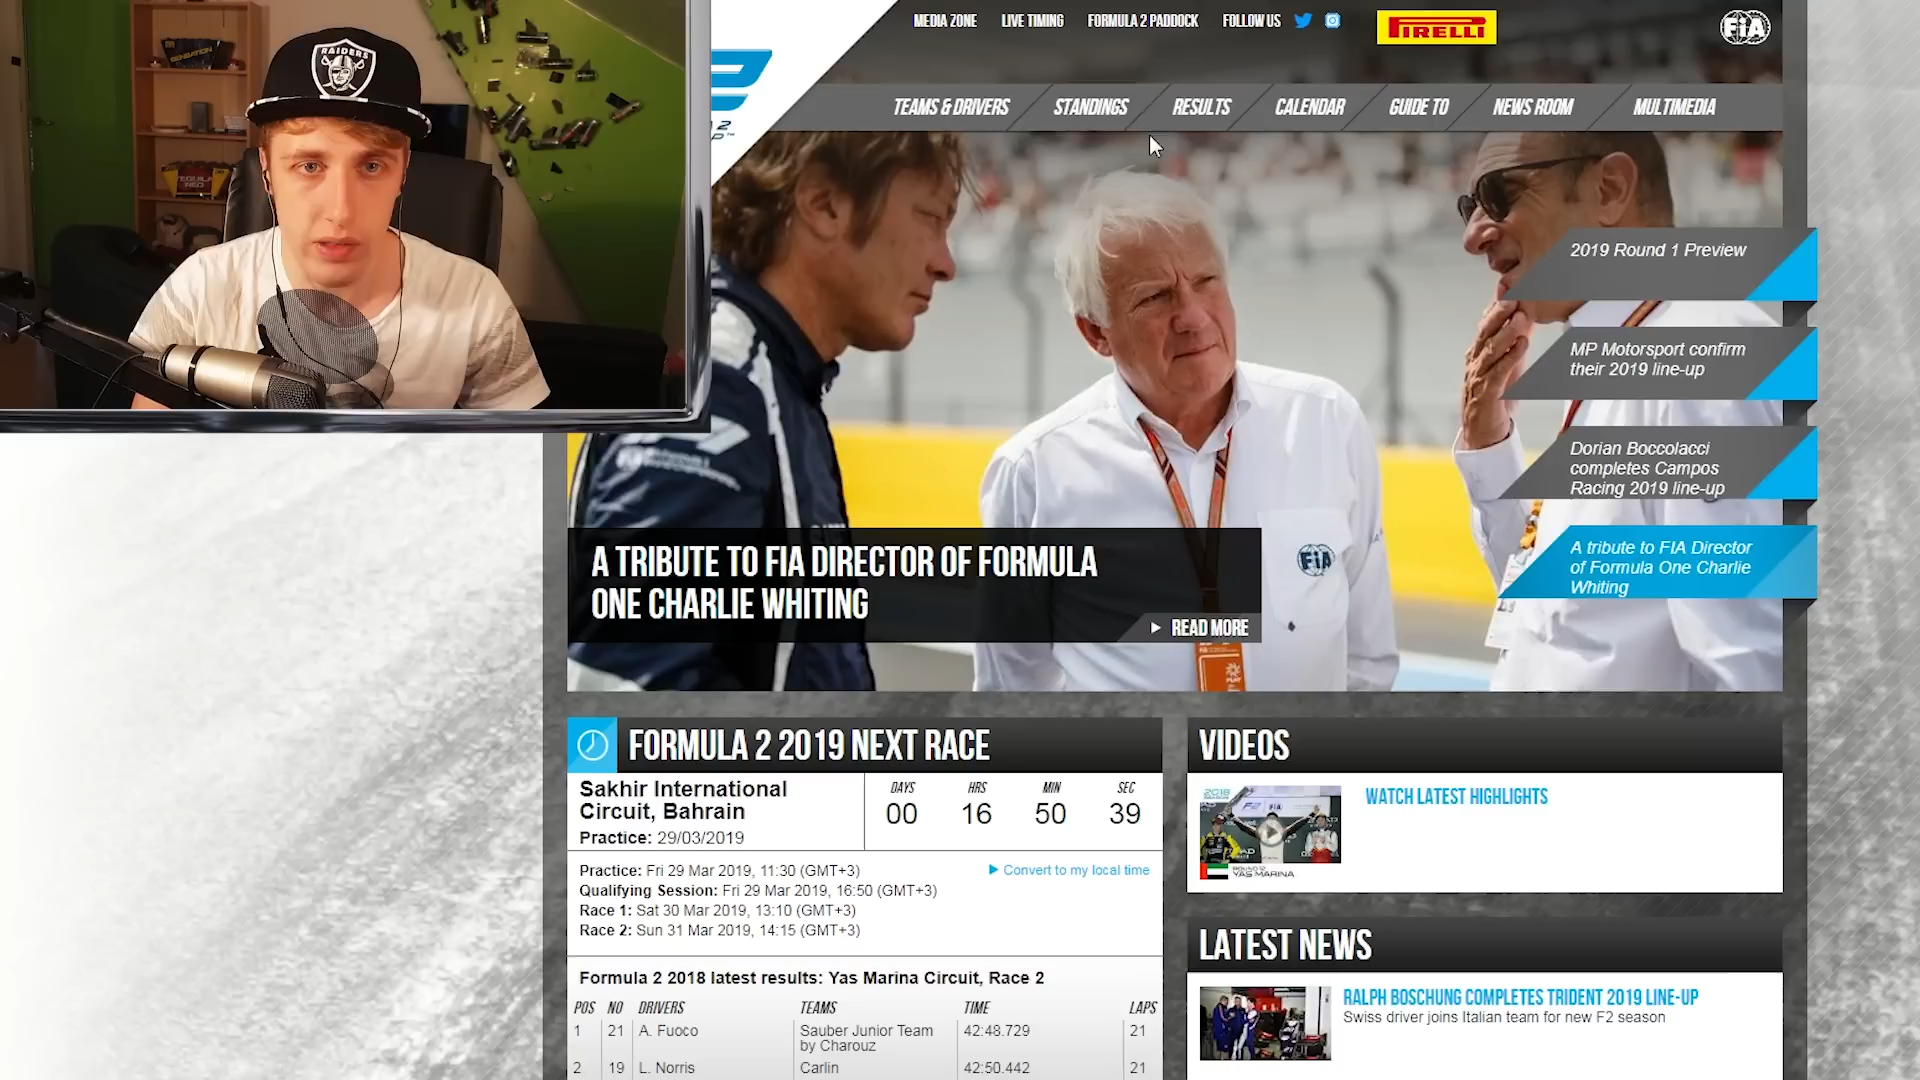 MEDIA ZONE
LIVE TIMING
FORMULA 2 PADDOCK
FOLLOW US
PIRELLI
FIA
TEAMS & DRIVERS
STANDINGS
RESULTS
CALENDAR
GUIDE TO
NEWS ROOM
MULTIMEDIA
RAIDERS
SENSATION
TEQUILA
RED
2019 Round 1 Preview
MP Motorsport confirm
their 2019 line-up
Dorian Boccolacci
completes Campos
Racing 2019 line-up
A tribute to FIA Director
of Formula One Charlie
Whiting
FIA
A TRIBUTE TO FIA DIRECTOR OF FORMULA
ONE CHARLIE WHITING
READ MORE
FORMULA 2 2019 NEXT RACE
Sakhir International
Circuit, Bahrain
Practice: 29/03/2019
DAYS HRS MIN SEC
00 16 50 39
Practice: Fri 29 Mar 2019, 11:30 (GMT+3)
Convert to my local time
Qualifying Session: Fri 29 Mar 2019, 16:50 (GMT+3)
Race 1: Sat 30 Mar 2019, 13:10 (GMT+3)
Race 2: Sun 31 Mar 2019, 14:15 (GMT+3)
Formula 2 2018 latest results: Yas Marina Circuit, Race 2
POS NO DRIVERS TEAMS TIME LAPS
1 21 A. Fuoco Sauber Junior Team by Charouz 42:48.729 21
2 19 L. Norris Carlin 42:50.442 21
VIDEOS
WATCH LATEST HIGHLIGHTS
YAS MARINA
LATEST NEWS
RALPH BOSCHUNG COMPLETES TRIDENT 2019 LINE-UP
Swiss driver joins Italian team for new F2 season